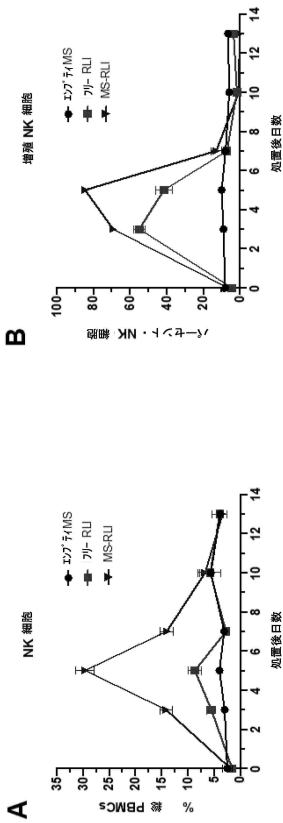 A
NK 細胞
エンプティMS
フリー RLI
MS-RLI
% 総 PBMCs
35
30
25
20
15
10
5
0
0 2 4 6 8 10 12 14
処置後日数
B
増殖 NK 細胞
エンプティMS
フリー RLI
MS-RLI
パーセント・NK 細胞
100
80
60
40
20
0
0 2 4 6 8 10 12 14
処置後日数